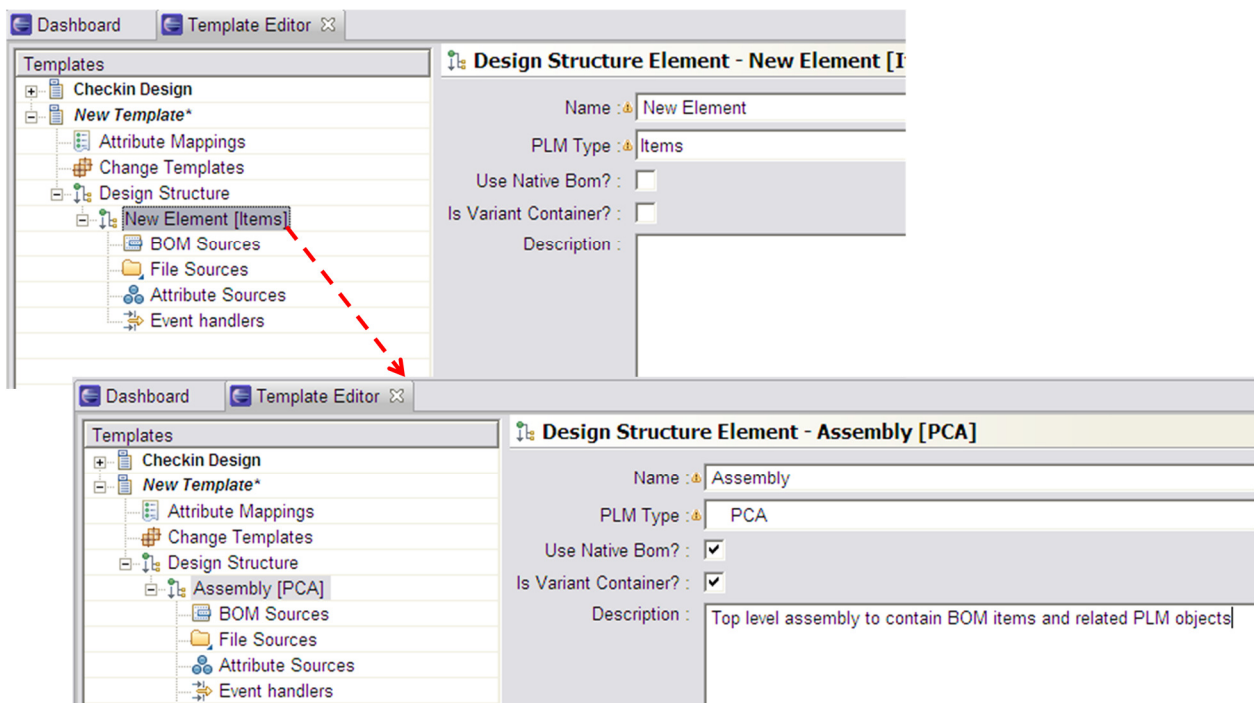 Dashboard Template Editor
Templates
Checkin Design
New Template*
Attribute Mappings
Change Templates
Design Structure
New Element [Items]
BOM Sources
File Sources
Attribute Sources
Event handlers
Design Structure Element - New Element [I
Name :
New Element
PLM Type :
Items
Use Native Bom? :
Is Variant Container? :
Description :
Dashboard Template Editor
Templates
Checkin Design
New Template*
Attribute Mappings
Change Templates
Design Structure
Assembly [PCA]
BOM Sources
File Sources
Attribute Sources
Event handlers
Design Structure Element - Assembly [PCA]
Name :
Assembly
PLM Type :
PCA
Use Native Bom? :
Is Variant Container? :
Description :
Top level assembly to contain BOM items and related PLM objects